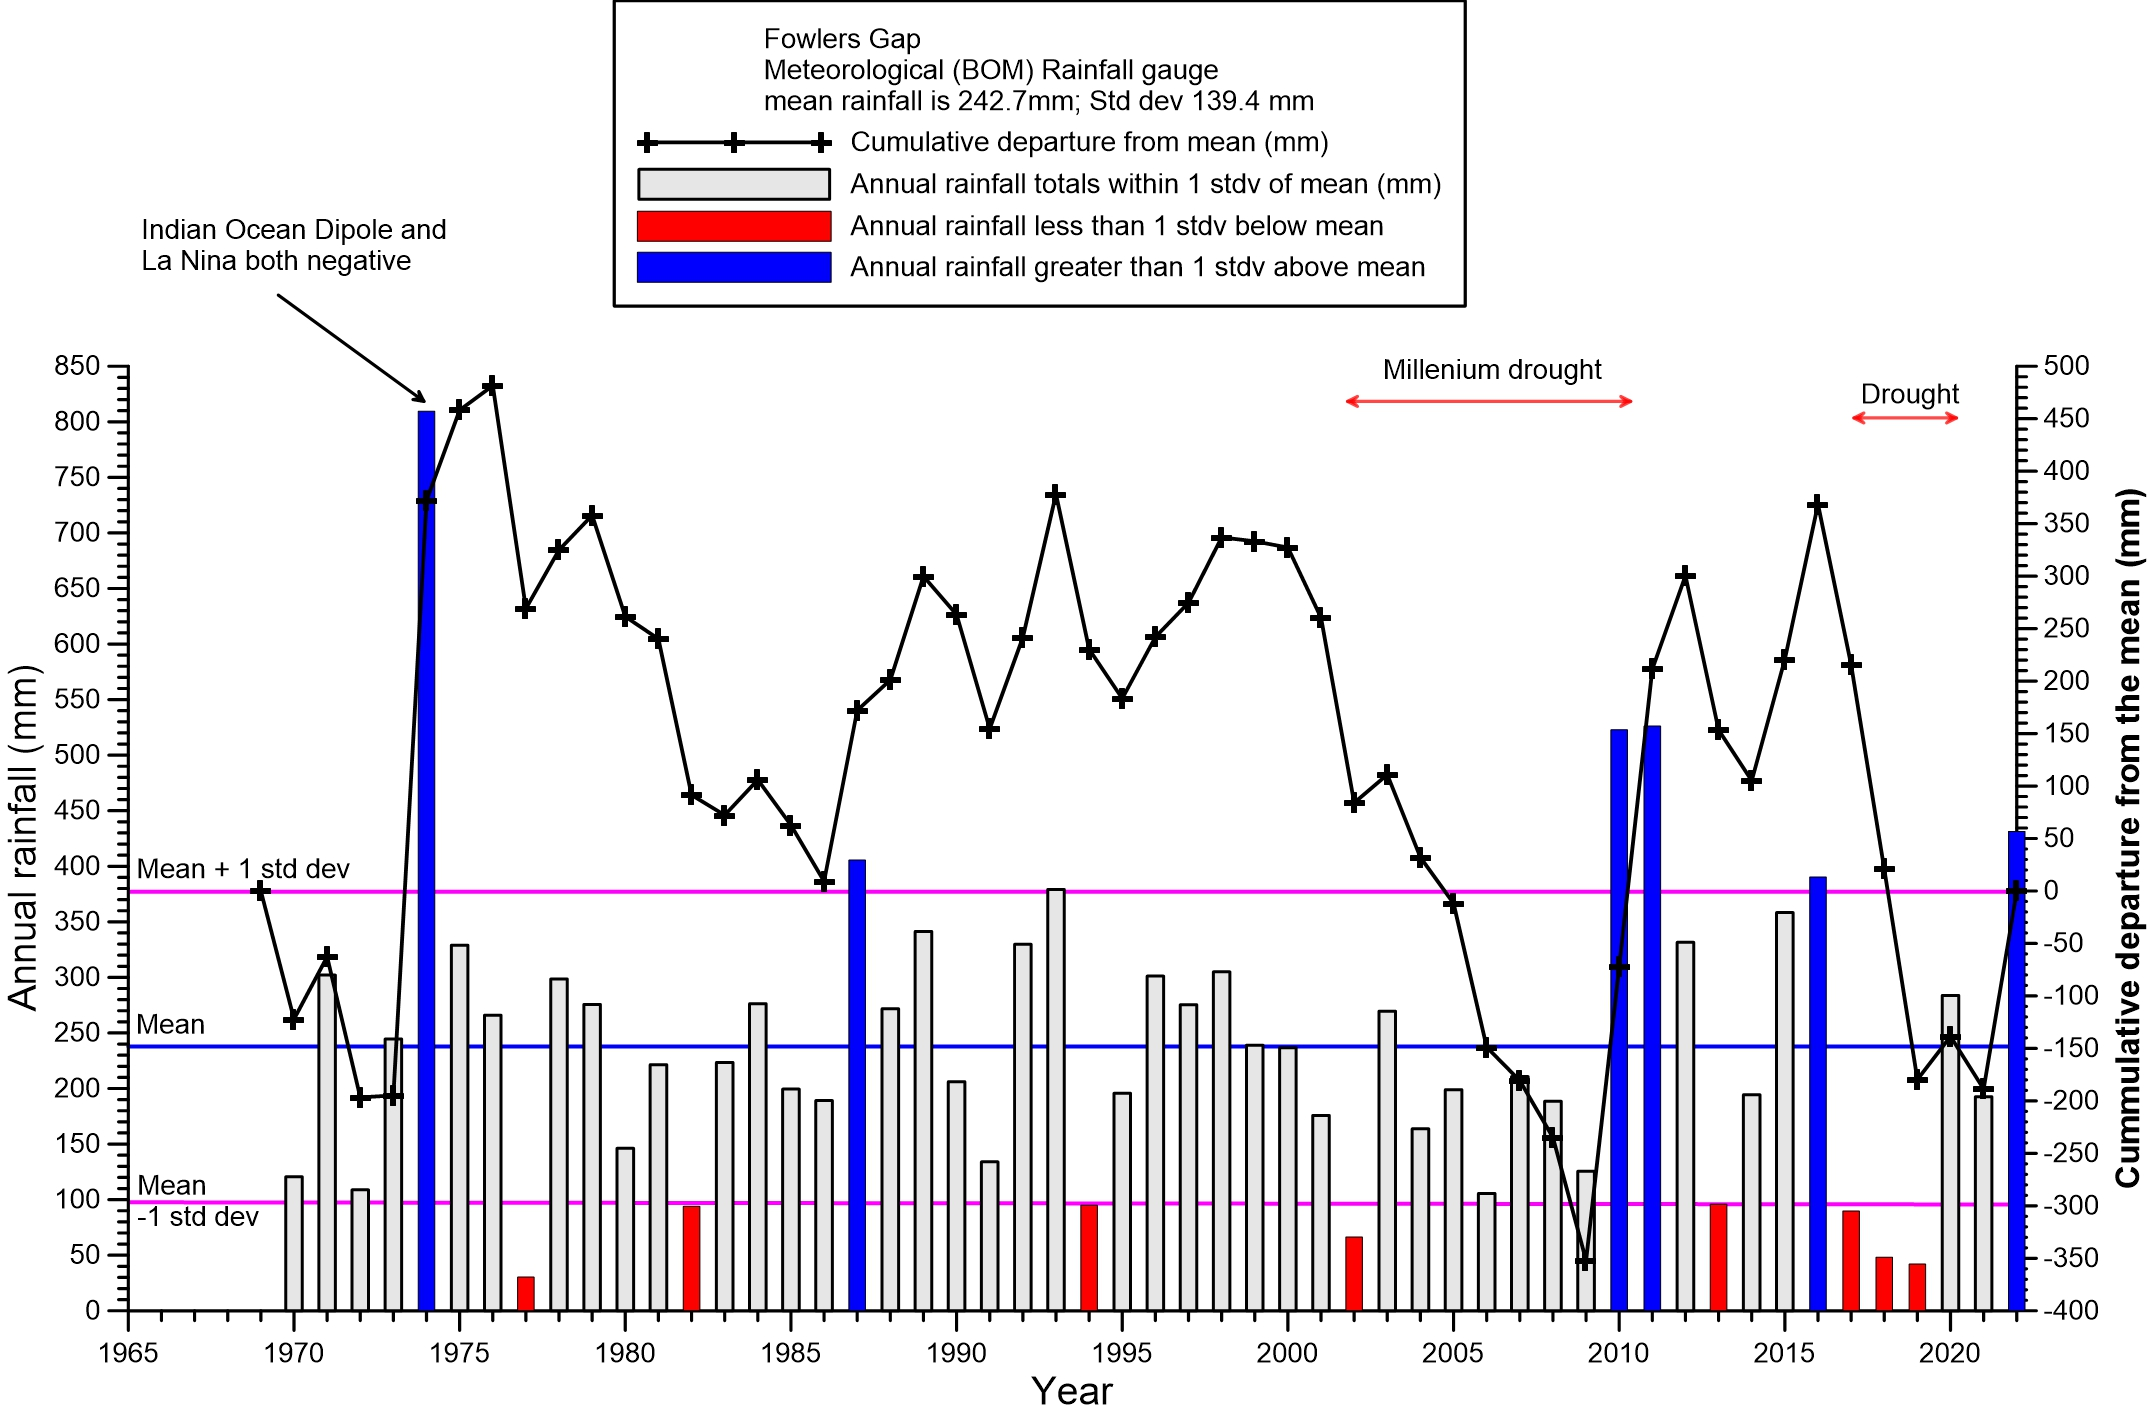 Fowlers Gap
Meteorological (BOM) Rainfall gauge
mean rainfall is 242.7mm; Std dev 139.4 mm
Cumulative departure from mean (mm)
Annual rainfall totals within 1 stdv of mean (mm)
Annual rainfall less than 1 stdv below mean
Annual rainfall greater than 1 stdv above mean
Indian Ocean Dipole and
La Nina both negative
Millenium drought
Drought
850
800
750
700
650
600
550
500
450
400
350
300
250
200
150
100
50
0
Annual rainfall (mm)
Mean + 1 std dev
Mean
Mean
-1 std dev
500
450
400
350
300
250
200
150
100
50
0
-50
-100
-150
-200
-250
-300
-350
-400
Cummulative departure from the mean (mm)
1965 1970 1975 1980 1985 1990 1995 2000 2005 2010 2015 2020
Year